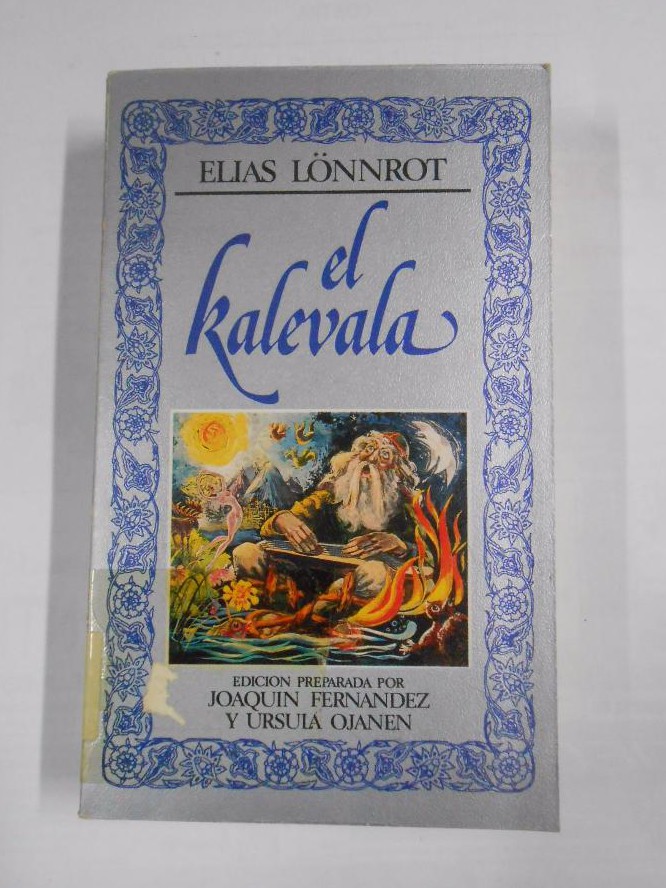 ELIAS LÖNNROT
el
kalevala
EDICION PREPARADA POR
JOAQUIN FERNANDEZ
Y URSULA OJANEN